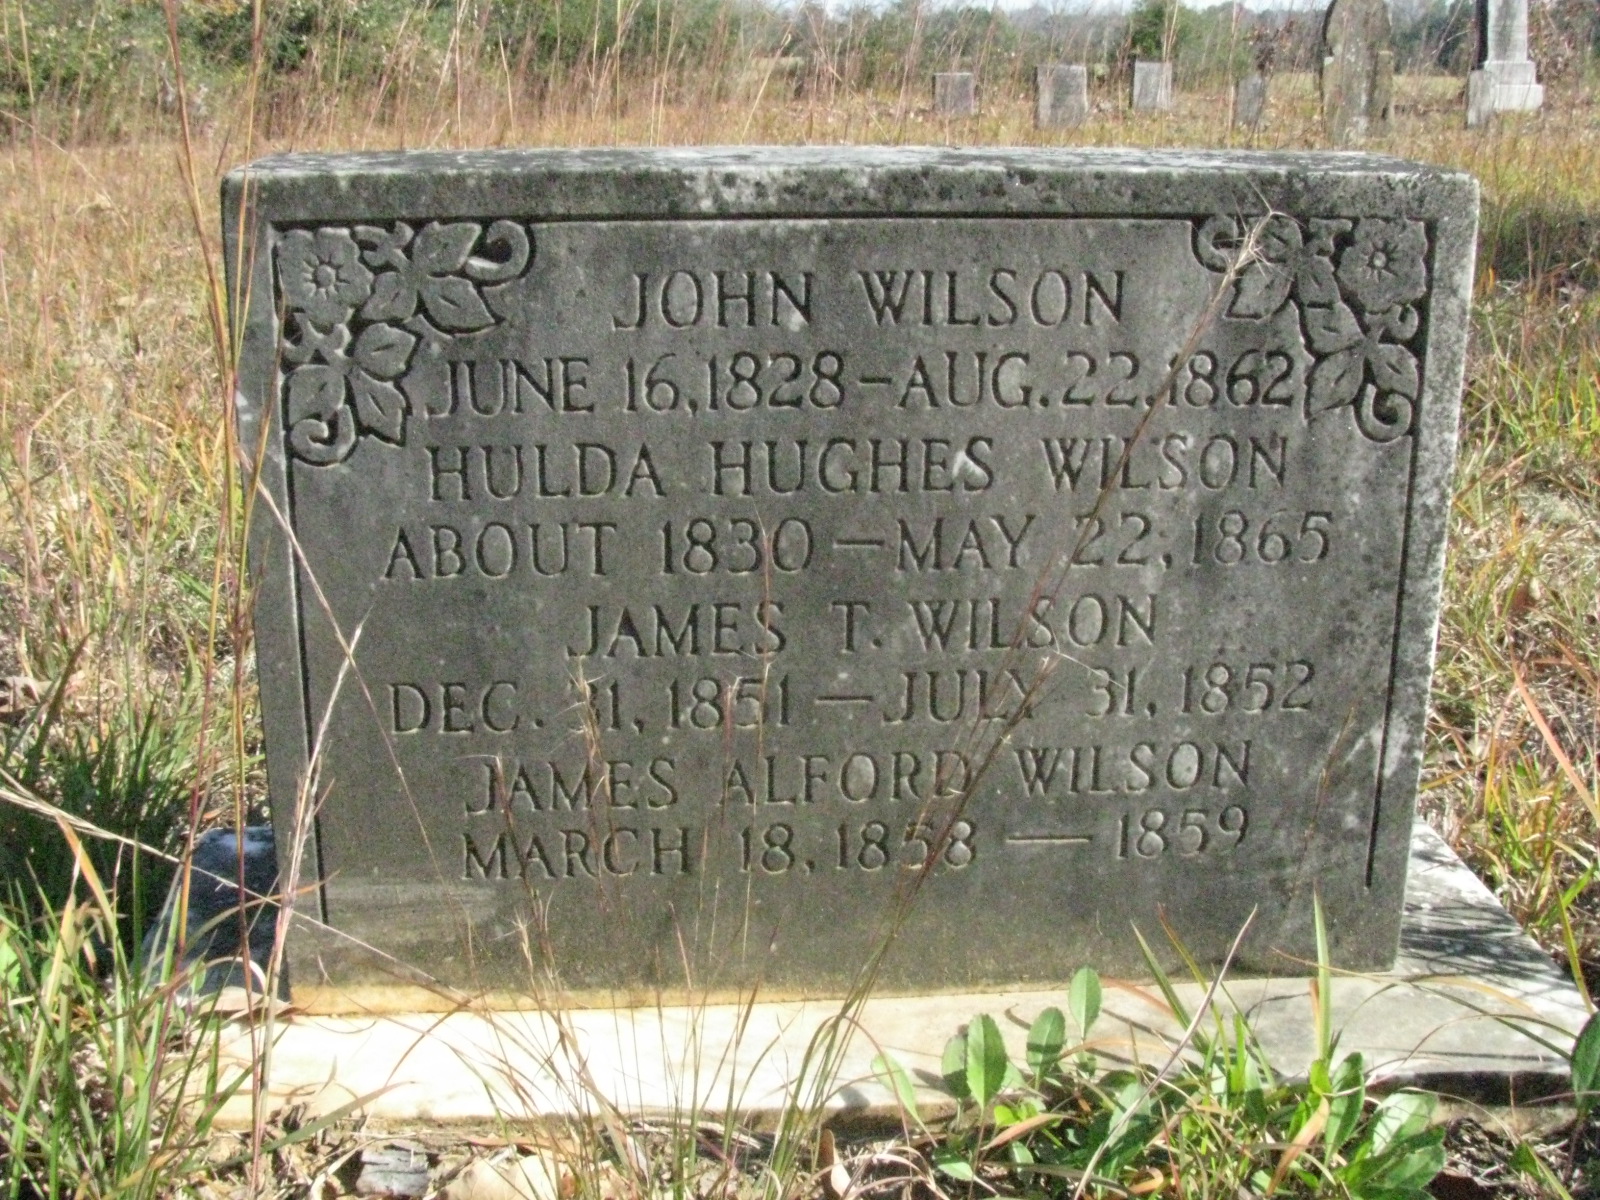 JOHN WILSON
JUNE 16, 1828 – AUG. 22, 1862
HULDA HUGHES WILSON
ABOUT 1830 — MAY 22, 1865
JAMES T. WILSON
DEC. 31, 1851 — JULY 31, 1852
JAMES ALFORD WILSON
MARCH 18, 1858 — 1859